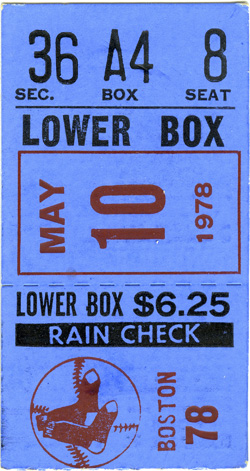 36 A4 8
SEC. BOX SEAT
LOWER BOX
MAY 10 1978
LOWER BOX $6.25
RAIN CHECK
BOSTON 78